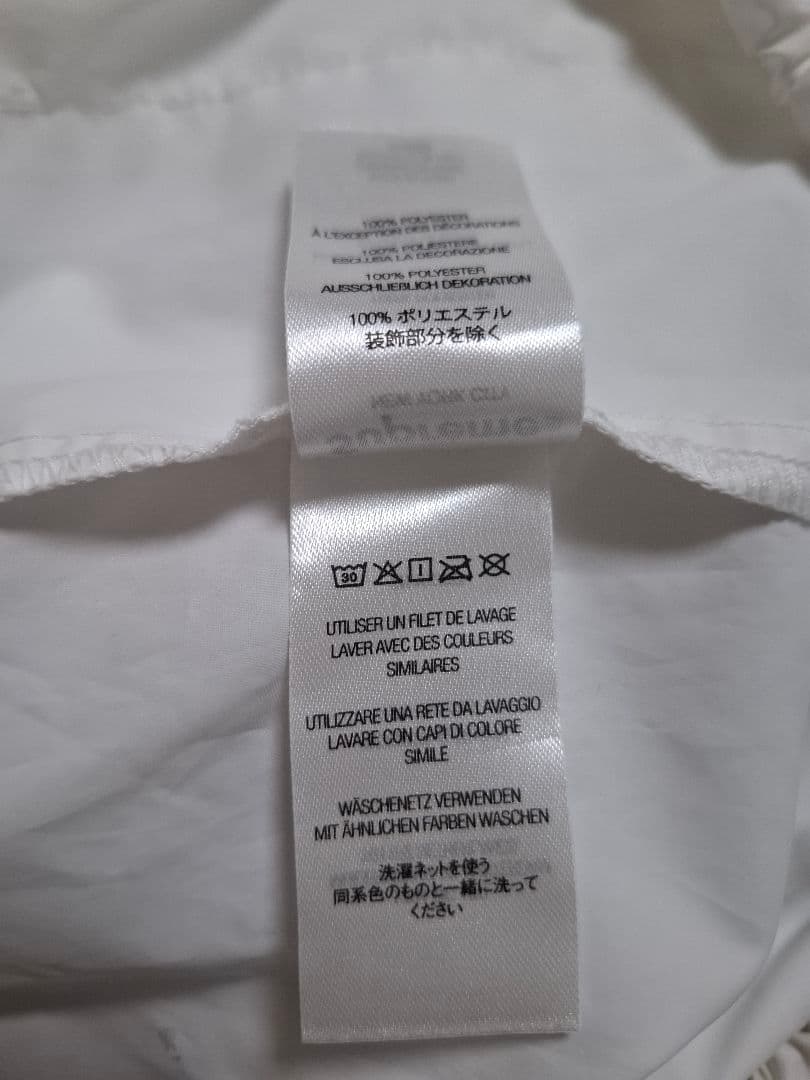 100% POLYESTER
À L'EXCEPTION DES DÉCORATIONS
100% POLIESTERE
ESCLUSA LA DECORAZIONE
100% POLYESTER
AUSSCHLIEßLICH DEKORATION
100% ポリエステル
装飾部分を除く
30
UTILISER UN FILET DE LAVAGE
LAVER AVEC DES COULEURS
SIMILAIRES
UTILIZZARE UNA RETE DA LAVAGGIO
LAVARE CON CAPI DI COLORE
SIMILE
WÄSCHENETZ VERWENDEN
MIT ÄHNLICHEN FARBEN WASCHEN
洗濯ネットを使う
同系色のものと一緒に洗って
ください